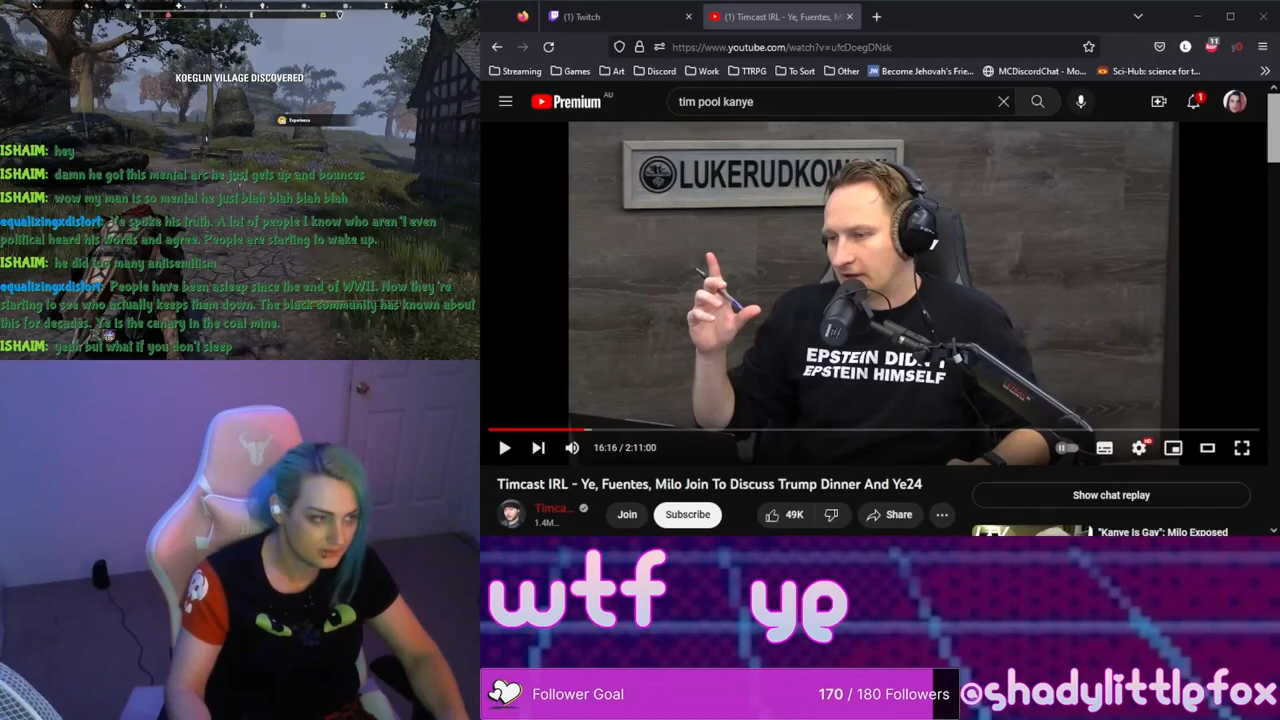 KOEGLIN VILLAGE DISCOVERED
Experience
ISHAIM: hey
ISHAIM: damn he got this mental arc he just gets up and bounces
ISHAIM: wow my man is so mental he just blah blah blah blah
equalizingxdistort: Ye spoke his truth. A lot of people I know who aren't even
political heard his words and agree. People are starting to wake up.
ISHAIM: he did too many antisemitism
equalizingxdistort: People have been asleep since the end of WWII. Now they're
starting to see who actually keeps them down. The black community has known about
this for decades. Ye is the canary in the coal mine.
ISHAIM: yeah but what if you don't sleep
(1) Twitch
(1) Timcast IRL - Ye, Fuentes, M
https://www.youtube.com/watch?v=ufcDoegDNsk
11
Streaming Games Art Discord Work TTRPG To Sort Other Become Jehovah's Frie... MCDiscordChat - Mo... Sci-Hub: science for t...
Premium AU
tim pool kanye
1
LUKERUDKOW
EPSTEIN DIDN'T
EPSTEIN HIMSELF
16:16 / 2:11:00
HD
Timcast IRL - Ye, Fuentes, Milo Join To Discuss Trump Dinner And Ye24
Timca...
1.4M...
Join
Subscribe
49K
Share
Show chat replay
"Kanye Is Gay": Milo Exposed
wtf ye
Follower Goal
170 / 180 Followers
@shadylittlefox